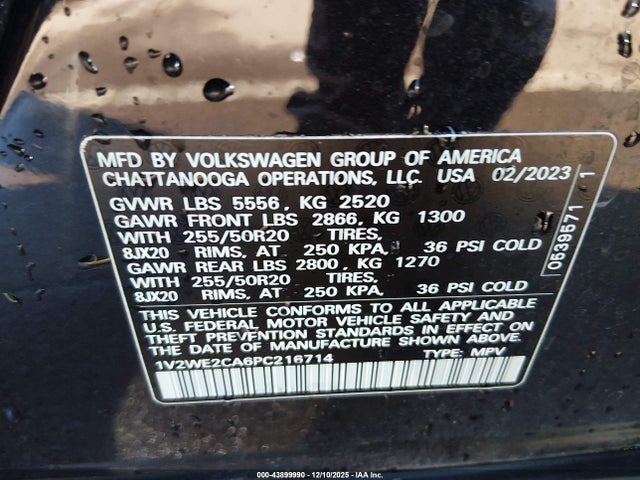 MFD BY VOLKSWAGEN GROUP OF AMERICA
CHATTANOOGA OPERATIONS, LLC. USA 02/2023
GVWR LBS 5556, KG 2520
GAWR FRONT LBS 2866, KG 1300
WITH 255/50R20 TIRES,
8JX20 RIMS, AT 250 KPA, 36 PSI COLD
GAWR REAR LBS 2800, KG 1270
WITH 255/50R20 TIRES,
8JX20 RIMS, AT 250 KPA, 36 PSI COLD
THIS VEHICLE CONFORMS TO ALL APPLICABLE
U.S. FEDERAL MOTOR VEHICLE SAFETY AND
THEFT PREVENTION STANDARDS IN EFFECT ON
THE DATE OF MANUFACTURE SHOWN ABOVE.
1V2WE2CA6PC216714 TYPE: MPV
0539571 1
000-43899990 - 12/10/2025 - IAA Inc.